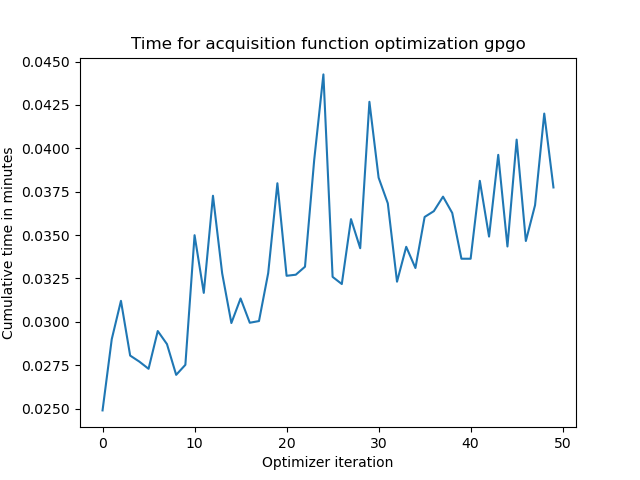 Time for acquisition function optimization gpgo
0.0450
0.0425
0.0400
0.0375
0.0350
0.0325
0.0300
0.0275
0.0250
Cumulative time in minutes
0 10 20 30 40 50
Optimizer iteration